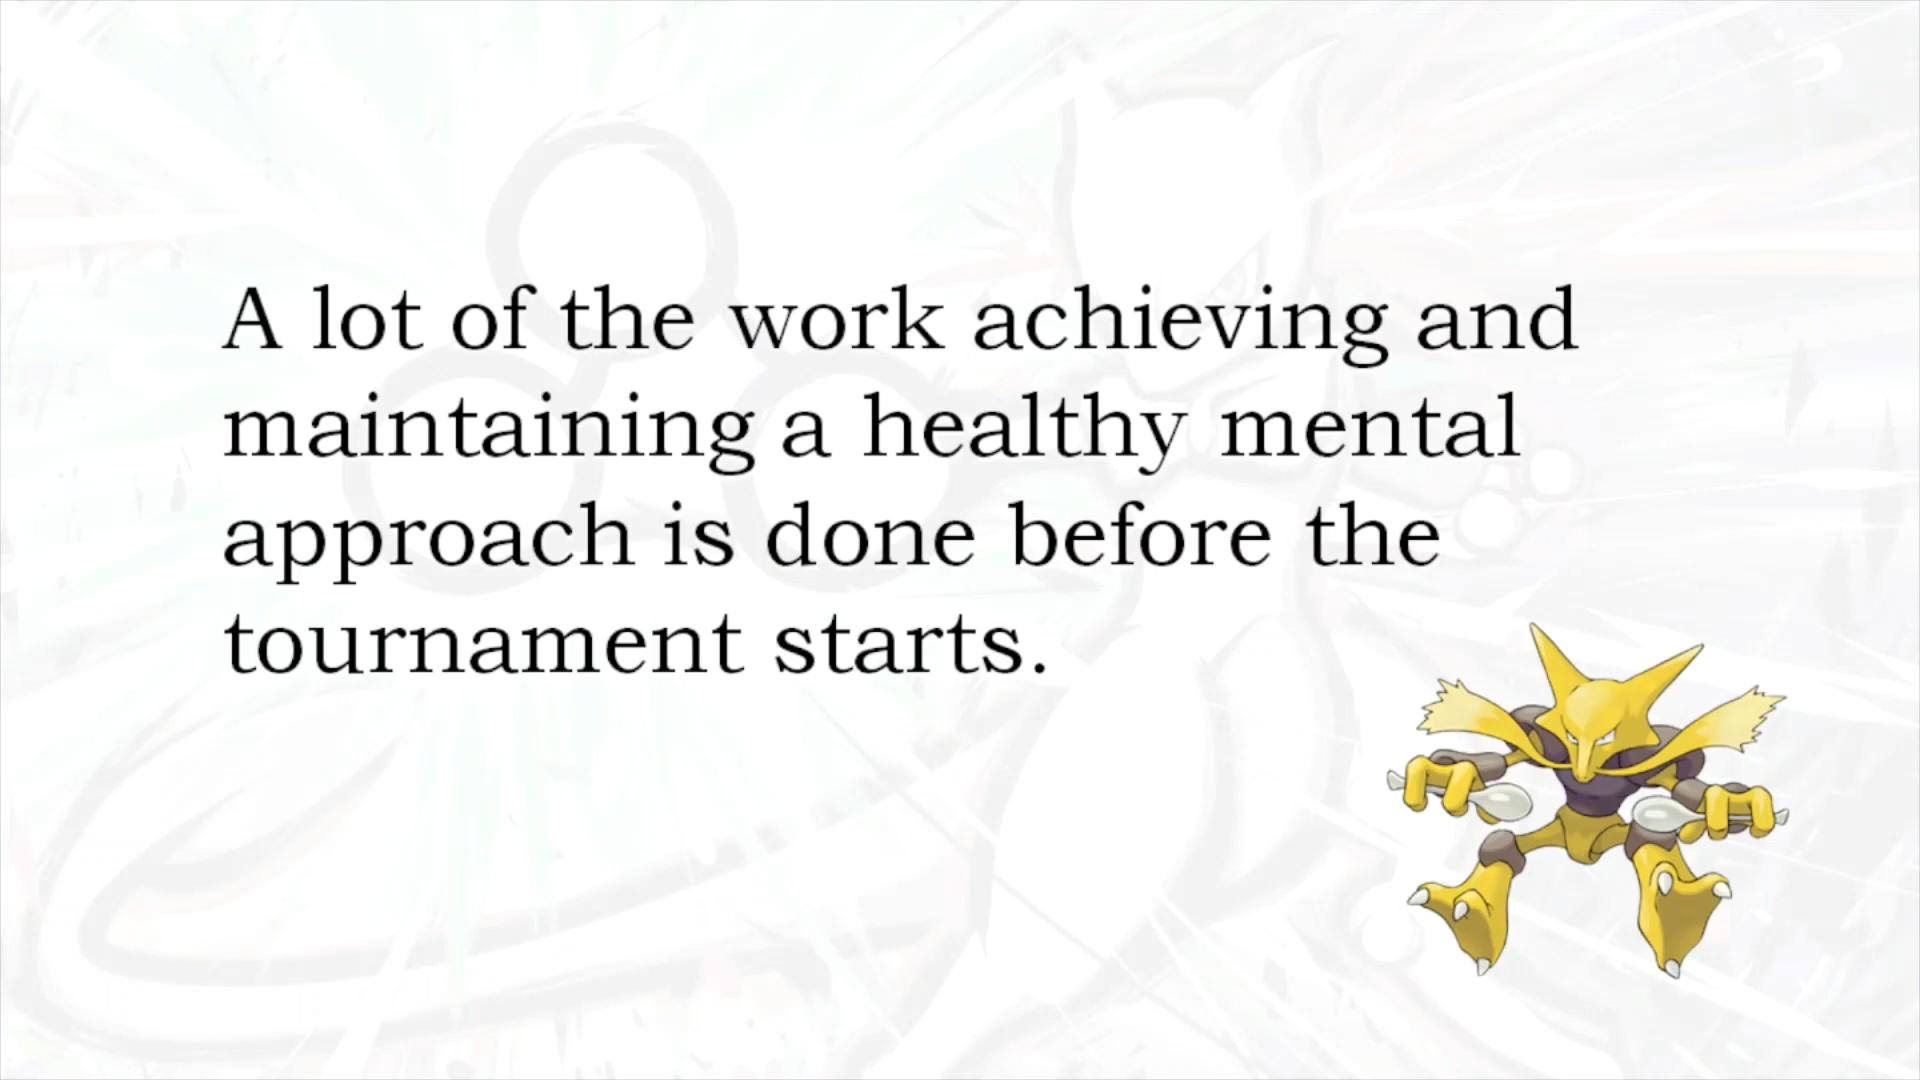 A lot of the work achieving and
maintaining a healthy mental
approach is done before the
tournament starts.